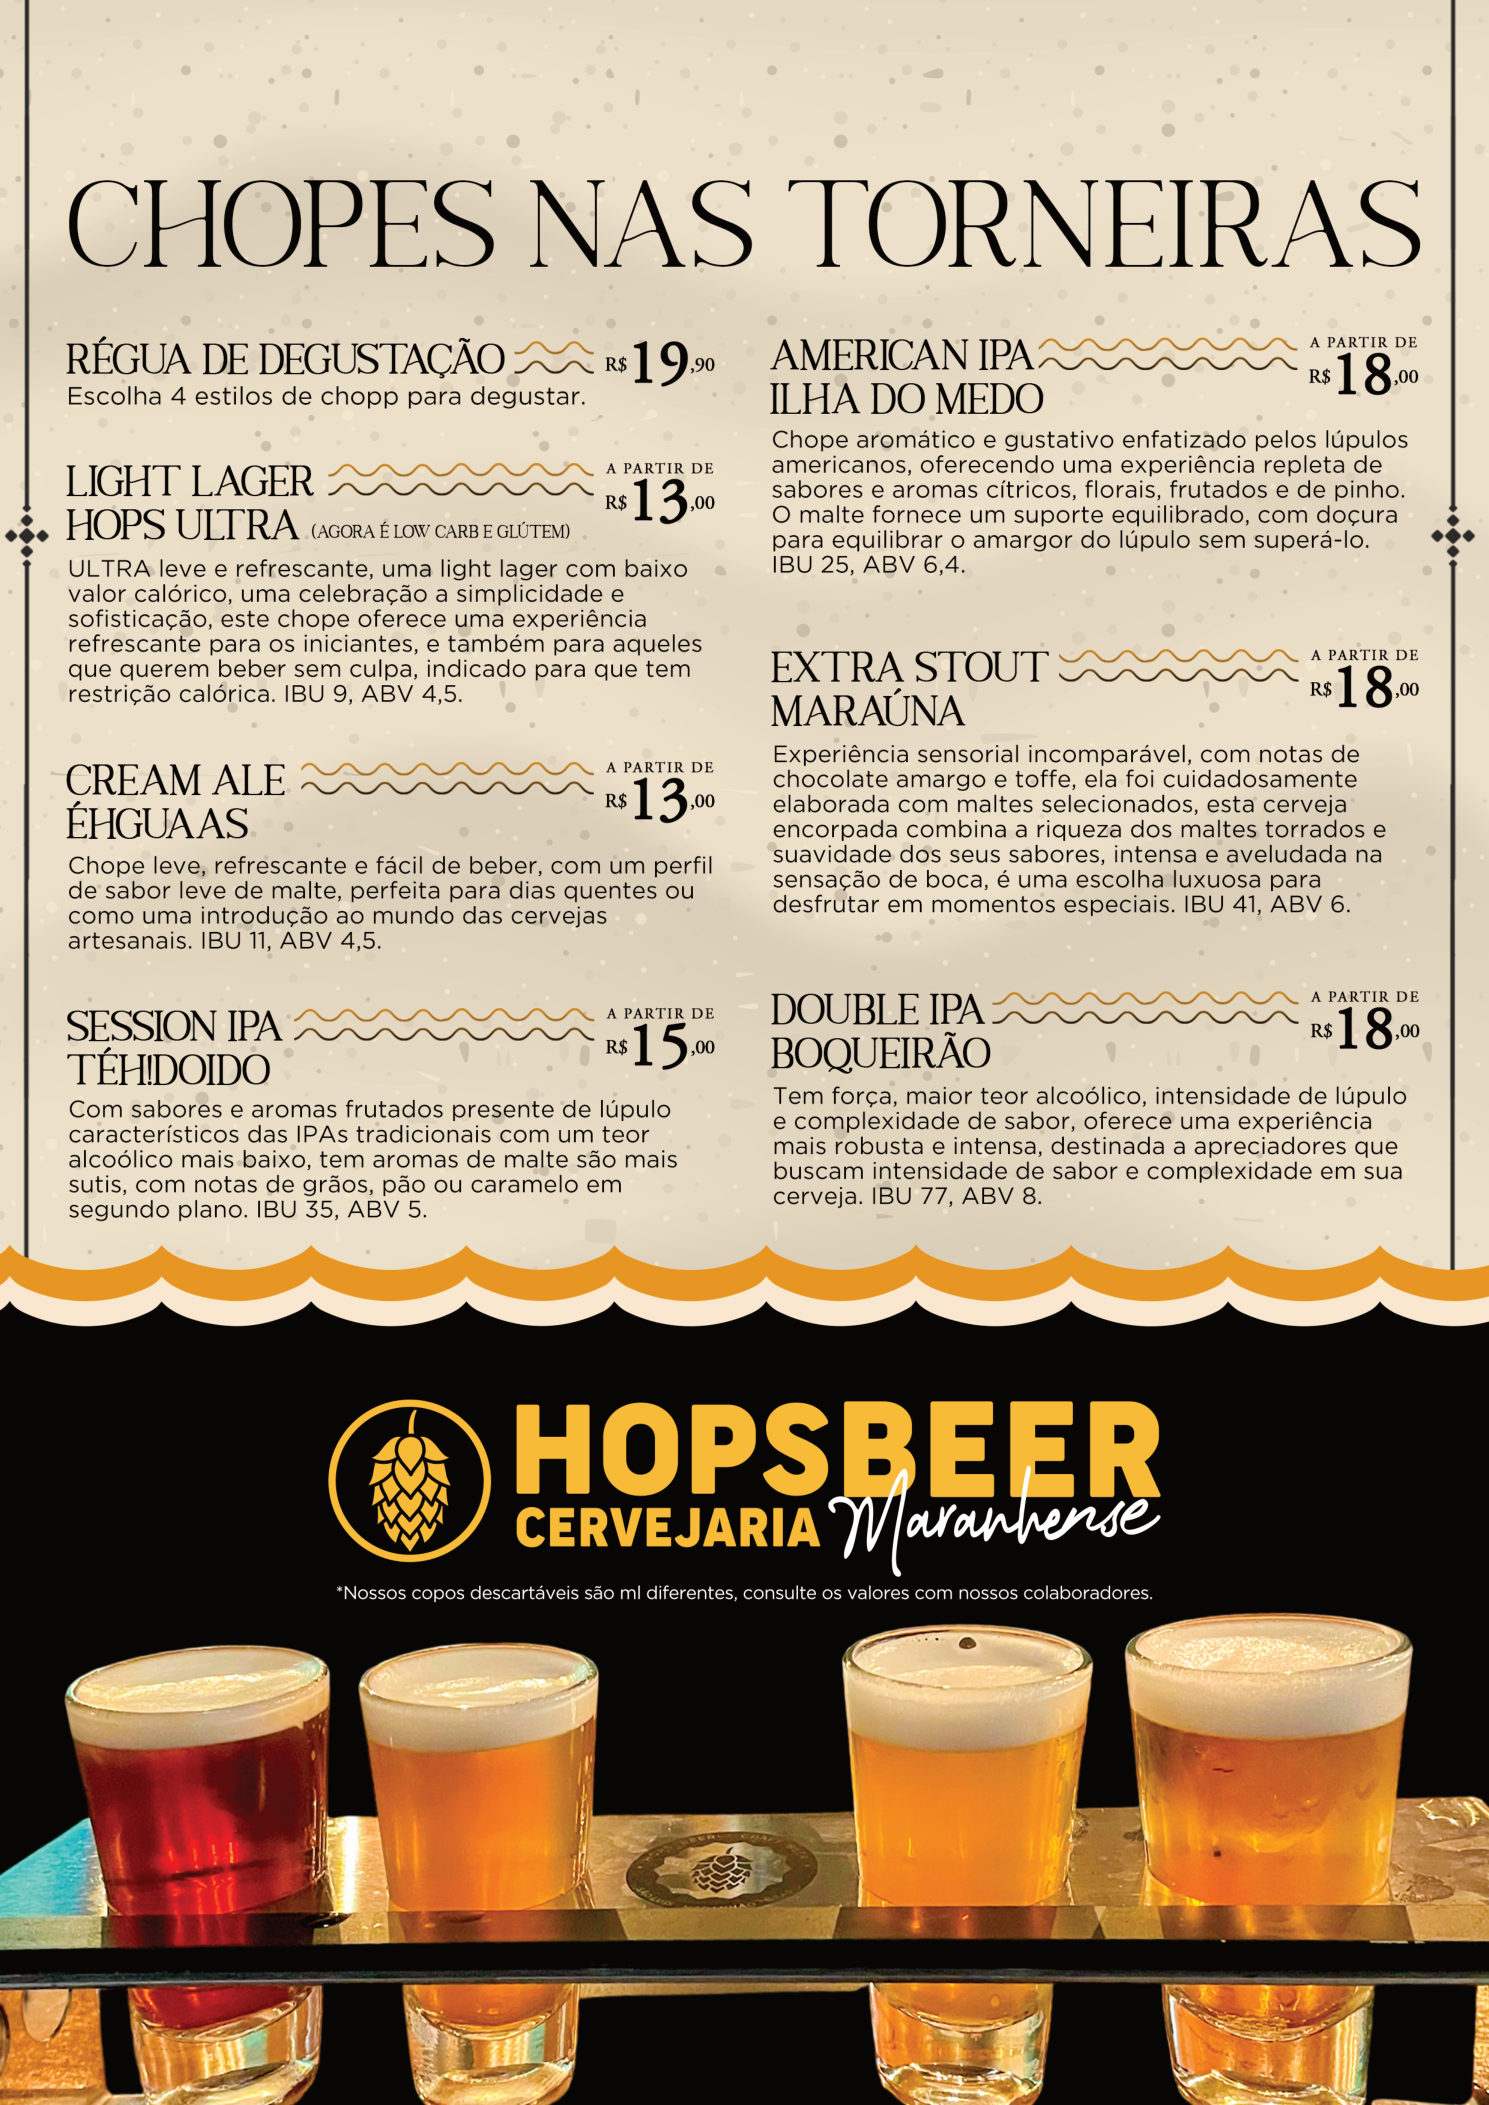 CHOPES NAS TORNEIRAS
RÉGUA DE DEGUSTAÇÃO R$19,90
Escolha 4 estilos de chopp para degustar.
LIGHT LAGER
HOPS ULTRA (AGORA É LOW CARB E GLÚTEM)
A PARTIR DE
R$13,00
ULTRA leve e refrescante, uma light lager com baixo
valor calórico, uma celebração a simplicidade e
sofisticação, este chope oferece uma experiência
refrescante para os iniciantes, e também para aqueles
que querem beber sem culpa, indicado para que tem
restrição calórica. IBU 9, ABV 4,5.
CREAM ALE
ÉHGUAAS
A PARTIR DE
R$13,00
Chope leve, refrescante e fácil de beber, com um perfil
de sabor leve de malte, perfeita para dias quentes ou
como uma introdução ao mundo das cervejas
artesanais. IBU 11, ABV 4,5.
SESSION IPA
TÉH!DOIDO
A PARTIR DE
R$15,00
Com sabores e aromas frutados presente de lúpulo
característicos das IPAs tradicionais com um teor
alcoólico mais baixo, tem aromas de malte são mais
sutis, com notas de grãos, pão ou caramelo em
segundo plano. IBU 35, ABV 5.
AMERICAN IPA
ILHA DO MEDO
A PARTIR DE
R$18,00
Chope aromático e gustativo enfatizado pelos lúpulos
americanos, oferecendo uma experiência repleta de
sabores e aromas cítricos, florais, frutados e de pinho.
O malte fornece um suporte equilibrado, com doçura
para equilibrar o amargor do lúpulo sem superá-lo.
IBU 25, ABV 6,4.
EXTRA STOUT
MARAÚNA
A PARTIR DE
R$18,00
Experiência sensorial incomparável, com notas de
chocolate amargo e toffe, ela foi cuidadosamente
elaborada com maltes selecionados, esta cerveja
encorpada combina a riqueza dos maltes torrados e
suavidade dos seus sabores, intensa e aveludada na
sensação de boca, é uma escolha luxuosa para
desfrutar em momentos especiais. IBU 41, ABV 6.
DOUBLE IPA
BOQUEIRÃO
A PARTIR DE
R$18,00
Tem força, maior teor alcoólico, intensidade de lúpulo
e complexidade de sabor, oferece uma experiência
mais robusta e intensa, destinada a apreciadores que
buscam intensidade de sabor e complexidade em sua
cerveja. IBU 77, ABV 8.
HOPSBEER
CERVEJARIA Maranhense
*Nossos copos descartáveis são ml diferentes, consulte os valores com nossos colaboradores.